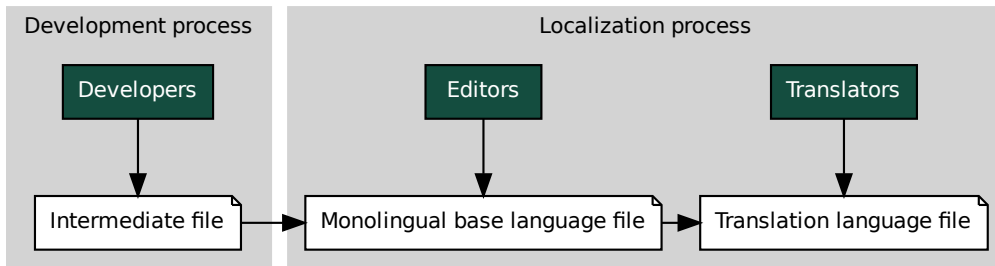 Development process
Localization process
Developers
Editors
Translators
Intermediate file
Monolingual base language file
Translation language file